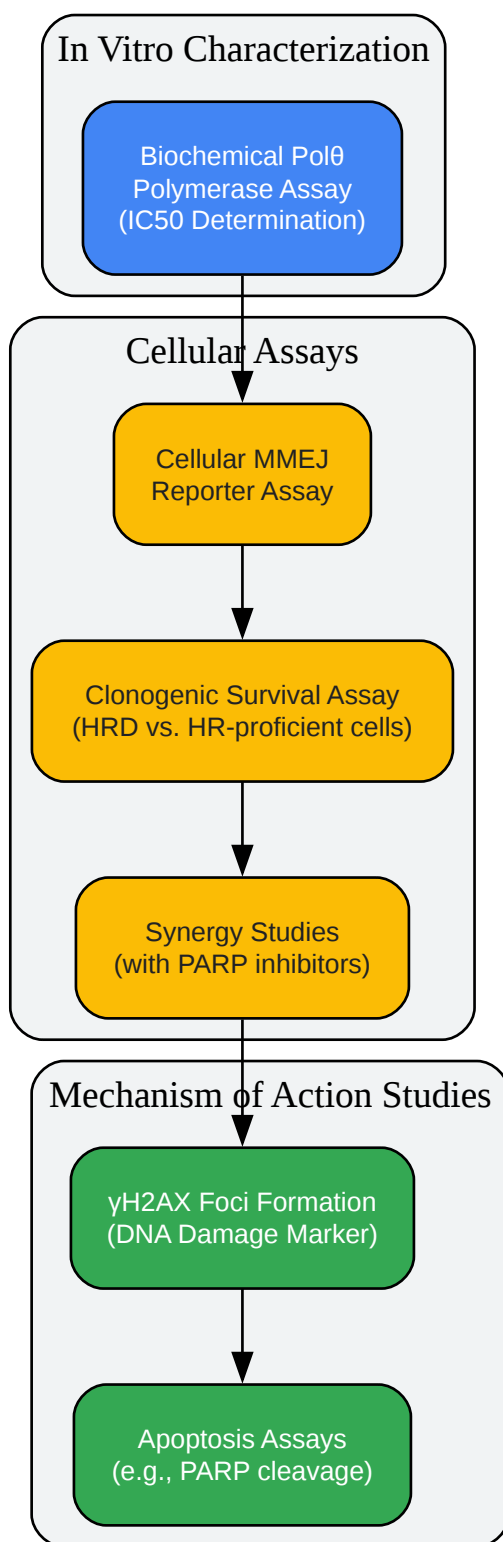 In Vitro Characterization
Biochemical Polθ
Polymerase Assay
(IC50 Determination)
Cellular Assays
Cellular MMEJ
Reporter Assay
Clonogenic Survival Assay
(HRD vs. HR-proficient cells)
Synergy Studies
(with PARP inhibitors)
Mechanism of Action Studies
γH2AX Foci Formation
(DNA Damage Marker)
Apoptosis Assays
(e.g., PARP cleavage)